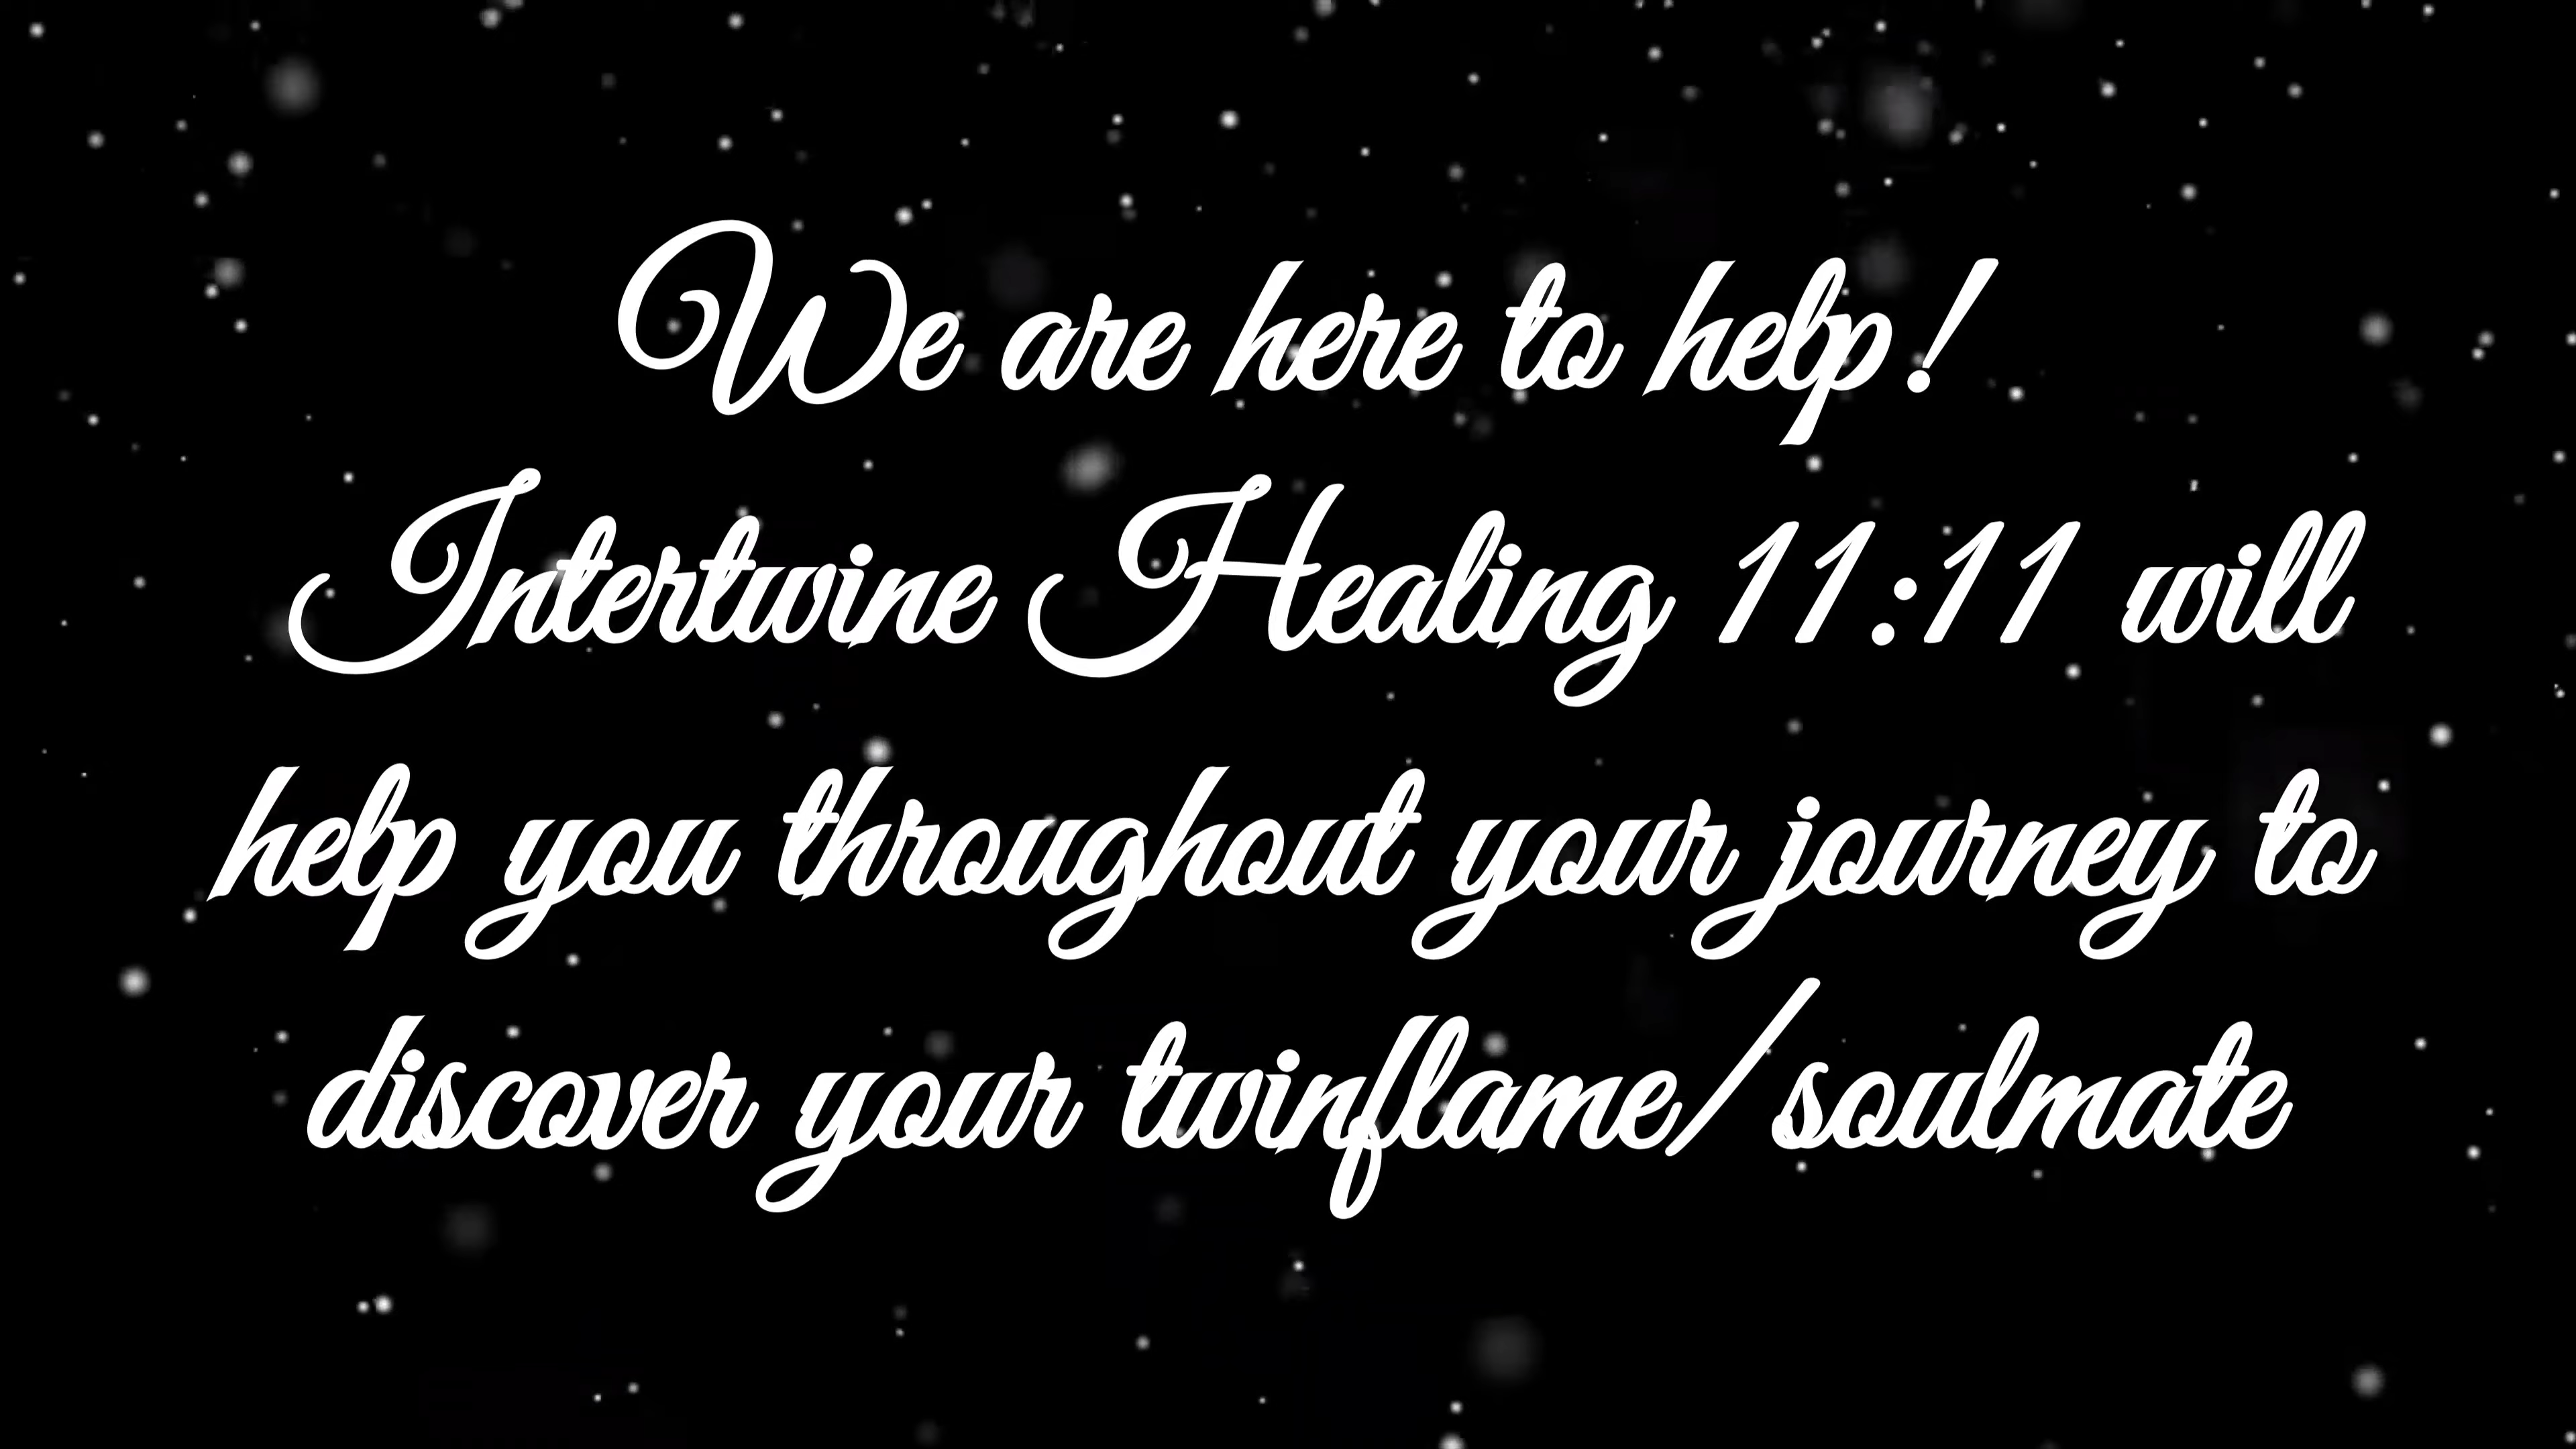 We are here to help!
Intertwine Healing 11:11 will
help you throughout your journey to
discover your twinflame/soulmate